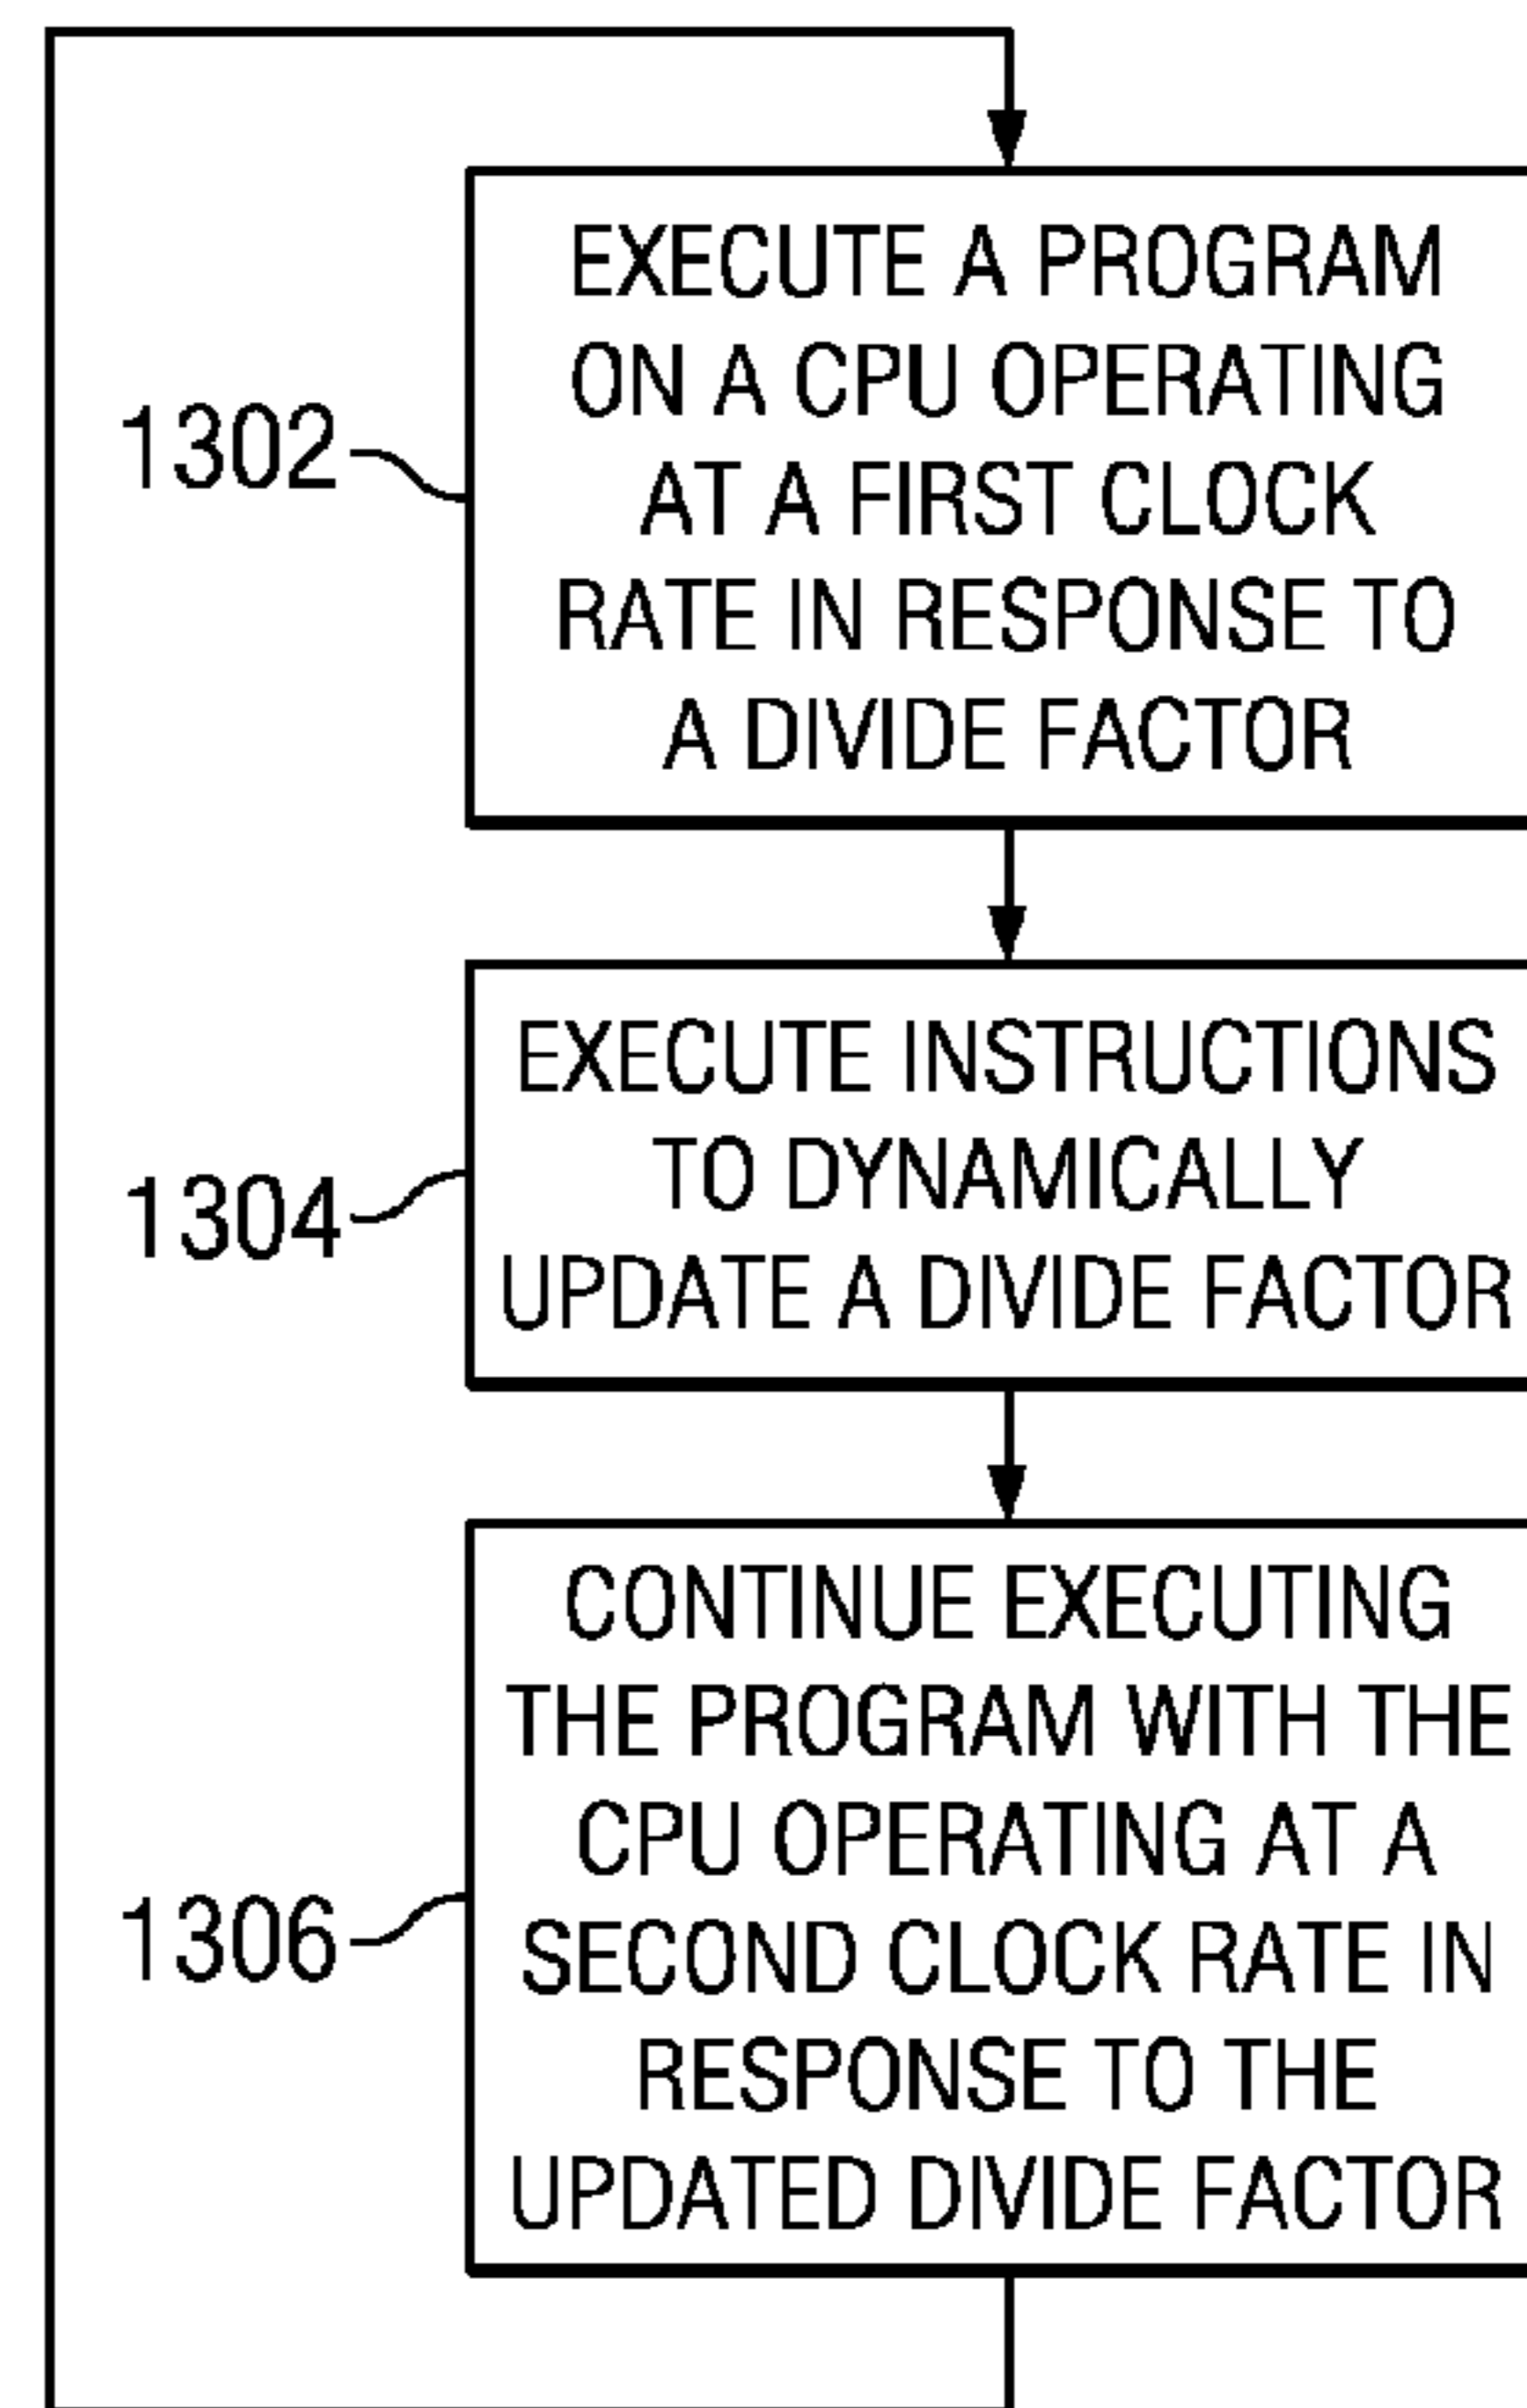 EXECUTE A PROGRAM
ON A CPU OPERATING
AT A FIRST CLOCK
RATE IN RESPONSE TO
A DIVIDE FACTOR
1302
EXECUTE INSTRUCTIONS
TO DYNAMICALLY
UPDATE A DIVIDE FACTOR
1304
CONTINUE EXECUTING
THE PROGRAM WITH THE
CPU OPERATING AT A
SECOND CLOCK RATE IN
RESPONSE TO THE
UPDATED DIVIDE FACTOR
1306